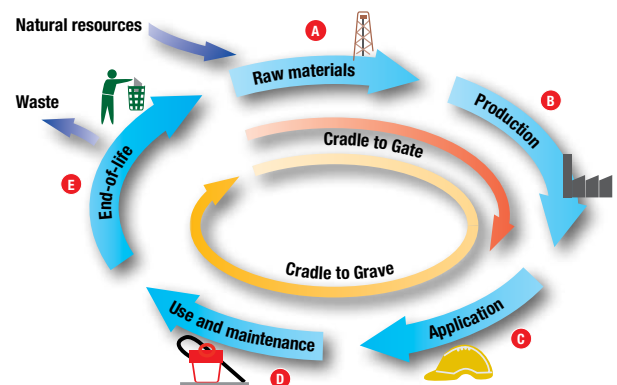 Natural resources
A
Raw materials
B
Production
Waste
Cradle to Gate
E
End-of-life
Cradle to Grave
Use and maintenance
Application
C
D